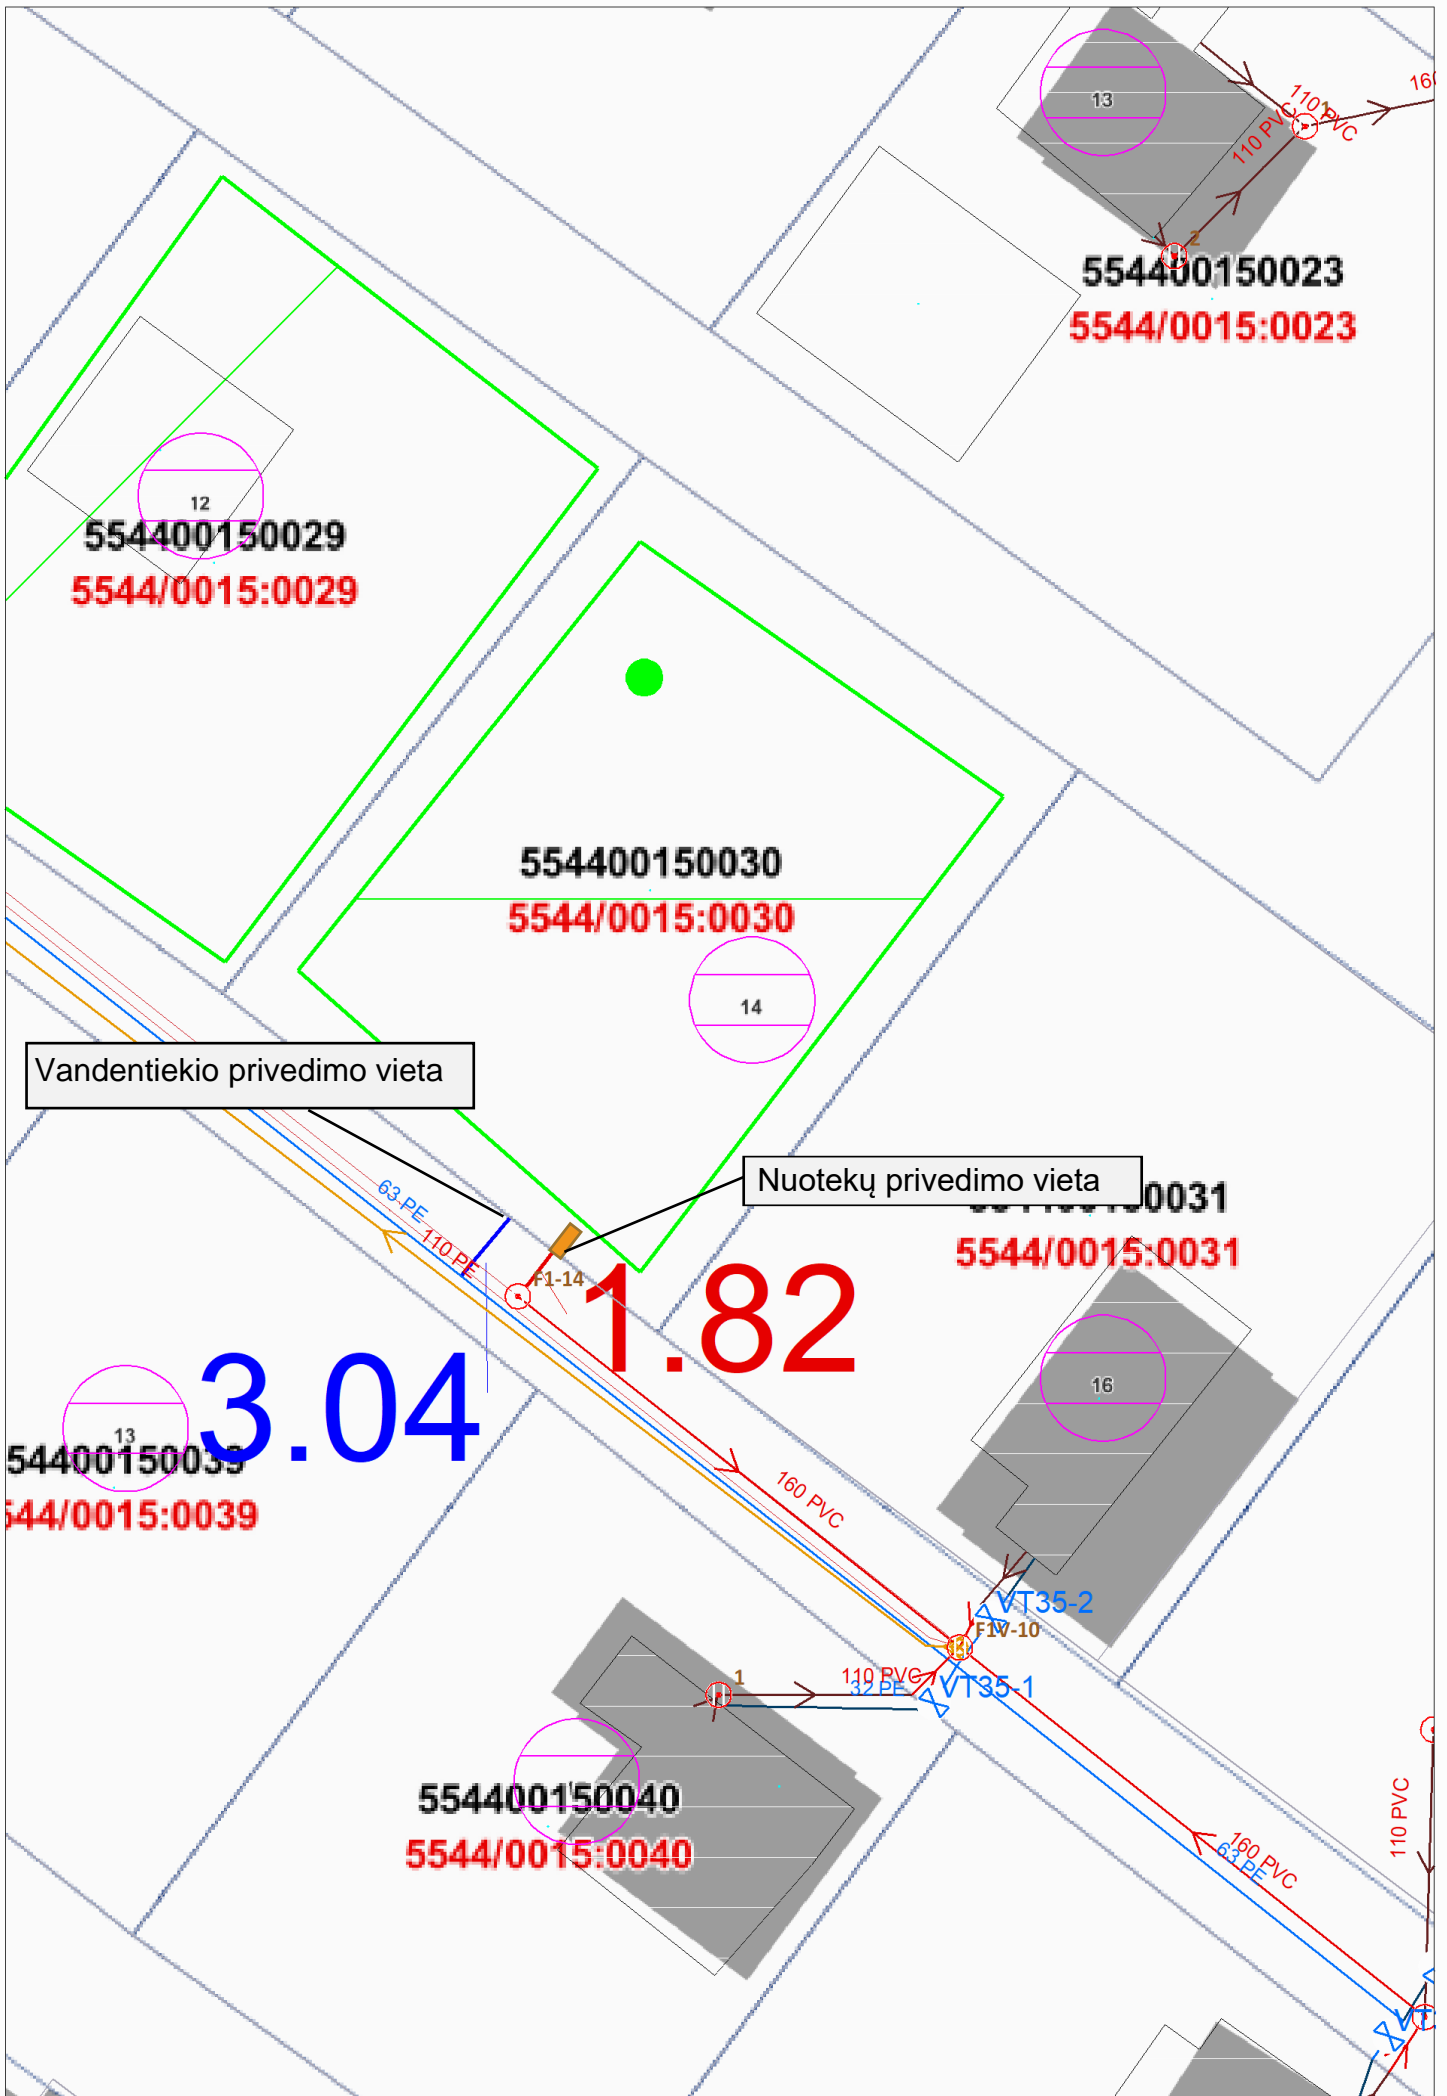 13
110 PVC
1
160
110 PVC
2
554400150023
5544/0015:0023
12
554400150029
5544/0015:0029
554400150030
5544/0015:0030
14
Vandentiekio privedimo vieta
Nuotekų privedimo vieta
0031
5544/0015:0031
63 PE
110 PE
F1-14
1.82
3.04
16
13
54400150039
544/0015:0039
160 PVC
VT35-2
F1V-10
1
110 PVC
32 PE
VT35-1
554400150040
5544/0015:0040
110 PVC
160 PVC
63 PE
VT